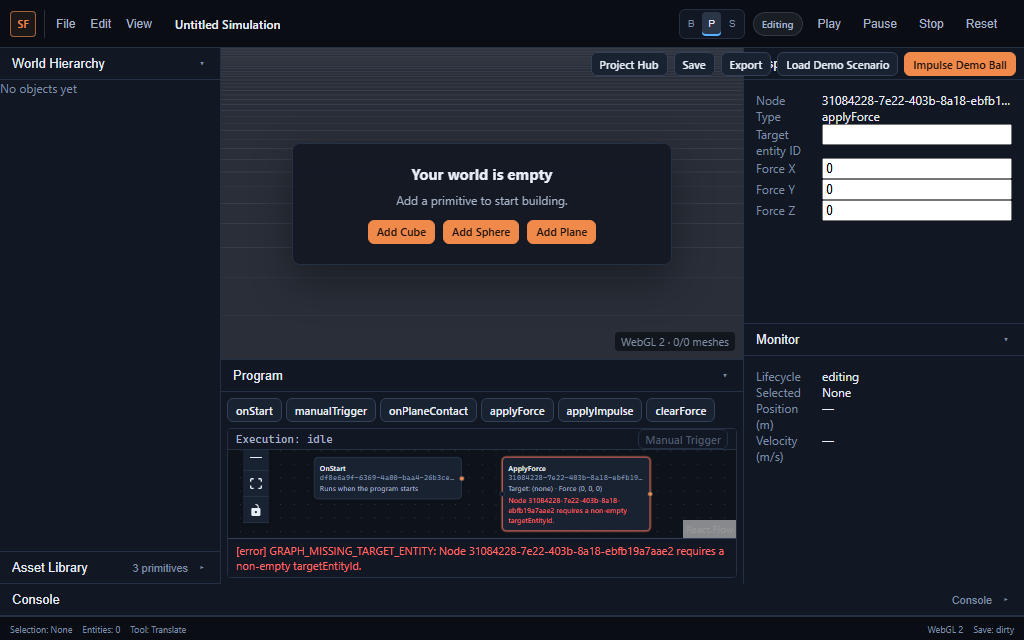 SF File Edit View Untitled Simulation B P S Editing Play Pause Stop Reset
World Hierarchy
No objects yet
Project Hub Save Export Load Demo Scenario Impulse Demo Ball
Your world is empty
Add a primitive to start building.
Add Cube Add Sphere Add Plane
WebGL 2 · 0/0 meshes
Node 31084228-7e22-403b-8a18-ebfb1...
Type applyForce
Target entity ID
Force X 0
Force Y 0
Force Z 0
Monitor
Lifecycle editing
Selected None
Position (m) —
Velocity (m/s) —
Program
onStart manualTrigger onPlaneContact applyForce applyImpulse clearForce
Execution: idle Manual Trigger
OnStart
df8e6a9f-6369-4a80-baa4-26b3ce...
Runs when the program starts
ApplyForce
31084228-7e22-403b-8a18-ebfb19...
Target: (none) · Force (0, 0, 0)
Node 31084228-7e22-403b-8a18-
ebfb19a7aae2 requires a non-empty
targetEntityId.
React Flow
[error] GRAPH_MISSING_TARGET_ENTITY: Node 31084228-7e22-403b-8a18-ebfb19a7aae2 requires a
non-empty targetEntityId.
Asset Library 3 primitives
Console Console
Selection: None Entities: 0 Tool: Translate WebGL 2 Save: dirty